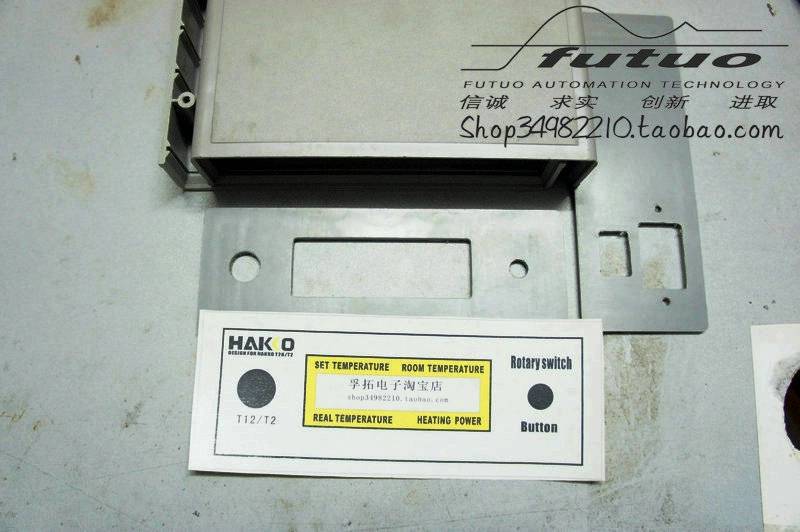 futuo
FUTUO AUTOMATION TECHNOLOGY
信诚 求实 创新 进取
Shop34982210.taobao.com
HAKKO
DESIGN FOR HAKKO T12/T2
SET TEMPERATURE ROOM TEMPERATURE
孚拓电子淘宝店
shop34982210.taobao.com
REAL TEMPERATURE HEATING POWER
T12/T2
Rotary switch
Button